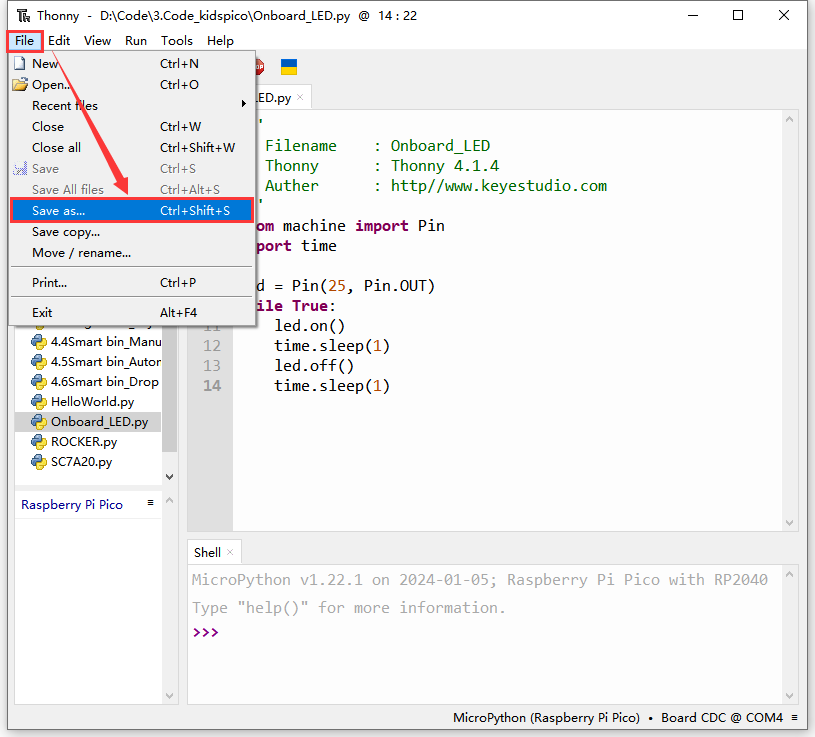 Thonny - D:\Code\3.Code_kidspico\Onboard_LED.py @ 14 : 22
File Edit View Run Tools Help
New Ctrl+N
Open... Ctrl+O
Recent files
Close Ctrl+W
Close all Ctrl+Shift+W
Save Ctrl+S
Save All files Ctrl+Alt+S
Save as... Ctrl+Shift+S
Save copy...
Move / rename...
Print... Ctrl+P
Exit Alt+F4
4.4Smart bin_Manu
4.5Smart bin_Autor
4.6Smart bin_Drop
HelloWorld.py
Onboard_LED.py
ROCKER.py
SC7A20.py
Raspberry Pi Pico
LED.py
'
Filename : Onboard_LED
Thonny : Thonny 4.1.4
Auther : http//www.keyestudio.com
'
om machine import Pin
port time
d = Pin(25, Pin.OUT)
ile True:
11 led.on()
12 time.sleep(1)
13 led.off()
14 time.sleep(1)
Shell
MicroPython v1.22.1 on 2024-01-05; Raspberry Pi Pico with RP2040
Type "help()" for more information.
>>>
MicroPython (Raspberry Pi Pico) • Board CDC @ COM4 ≡